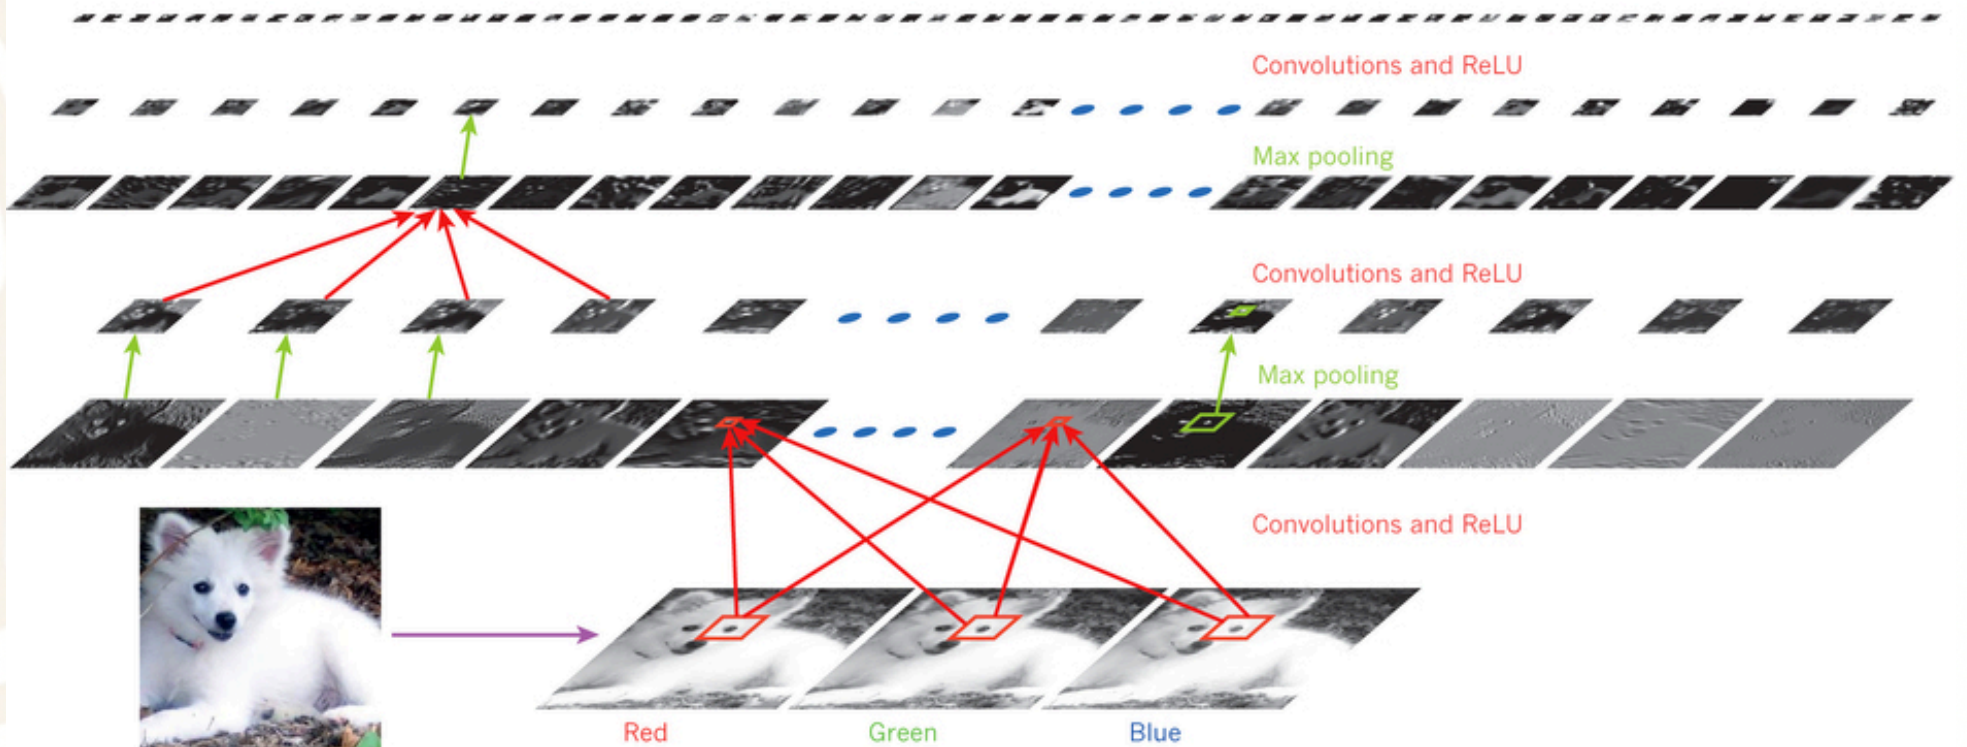 Convolutions and ReLU
Max pooling
Convolutions and ReLU
Max pooling
Convolutions and ReLU
Red
Green
Blue